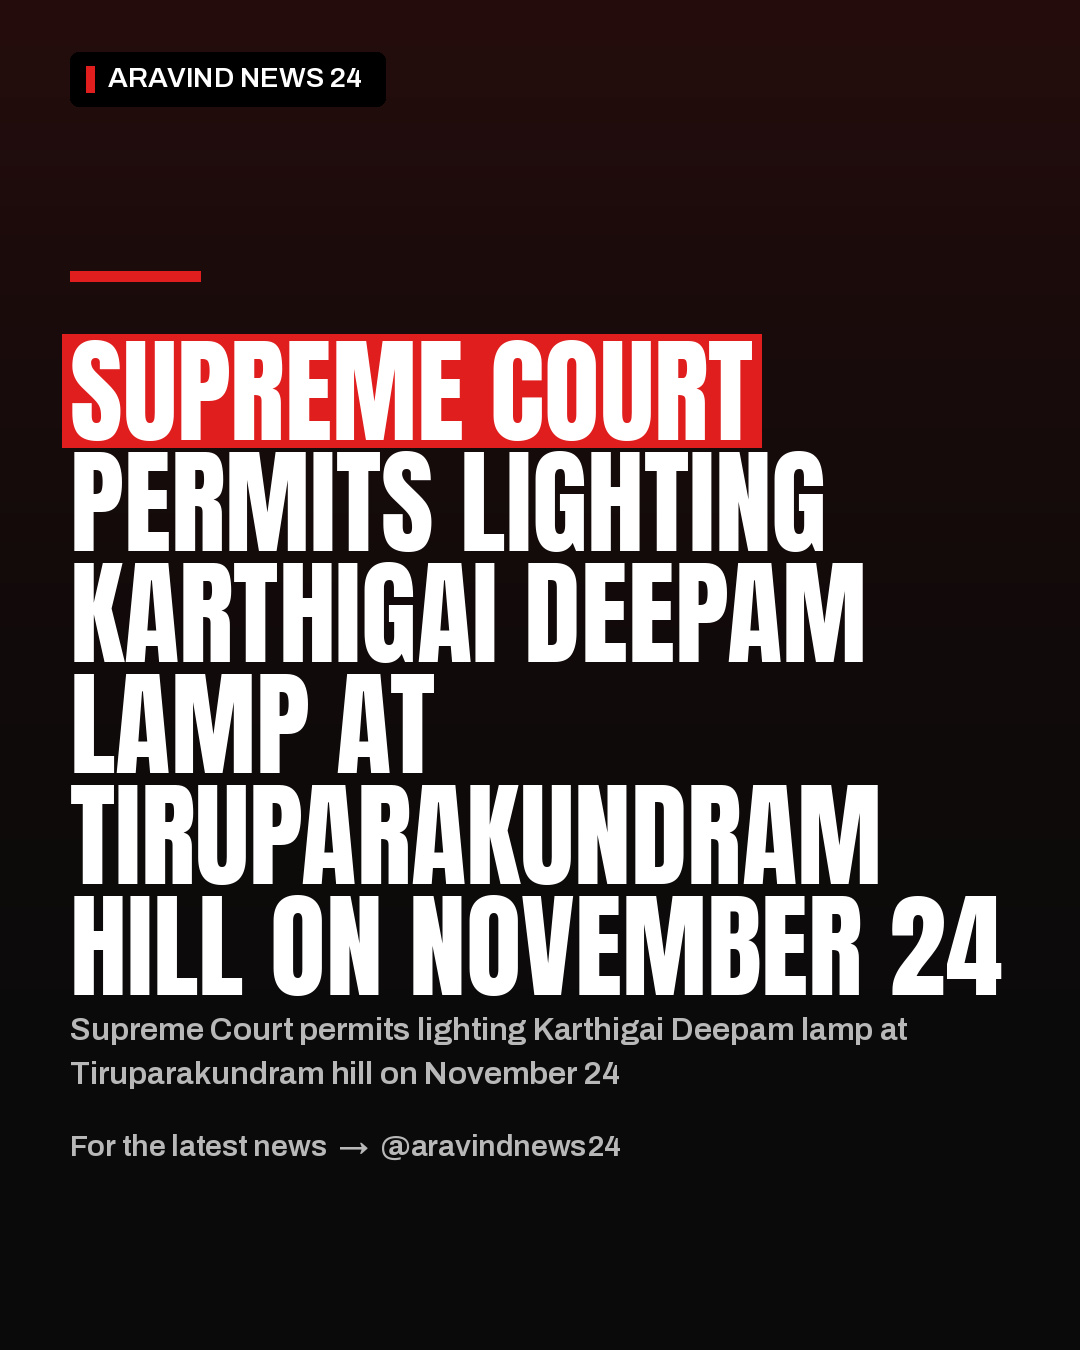 ARAVIND NEWS 24
SUPREME COURT
PERMITS LIGHTING
KARTHIGAI DEEPAM
LAMP AT
TIRUPARAKUNDRAM
HILL ON NOVEMBER 24
Supreme Court permits lighting Karthigai Deepam lamp at
Tiruparakundram hill on November 24
For the latest news → @aravindnews24